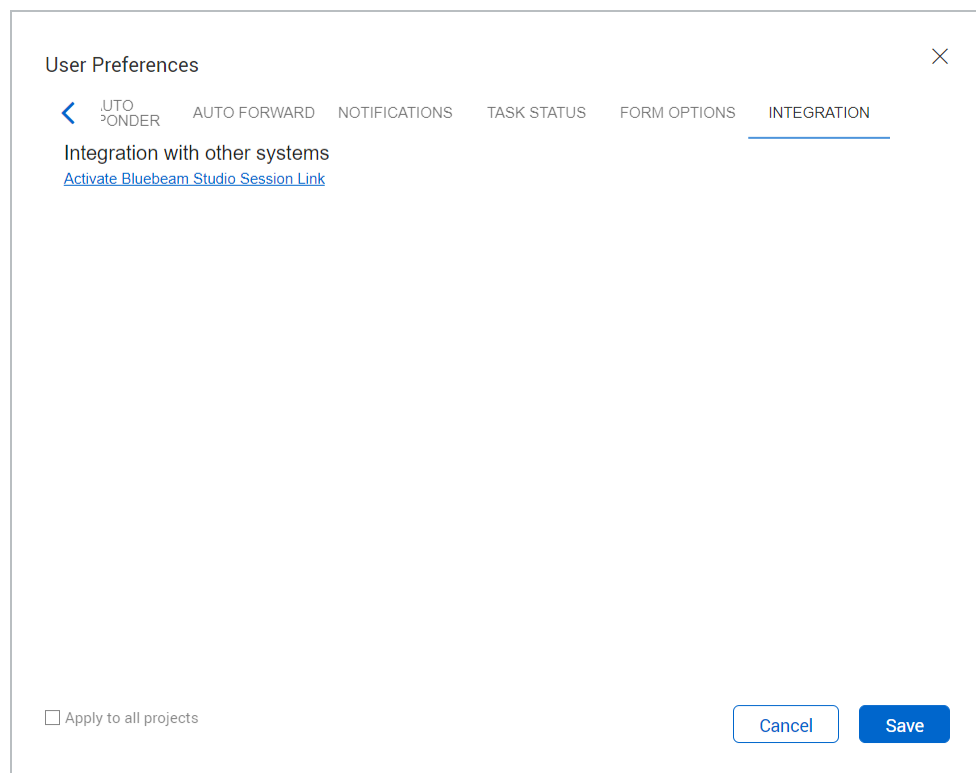 User Preferences
AUTO FORWARD
NOTIFICATIONS
TASK STATUS
FORM OPTIONS
INTEGRATION
Integration with other systems
Activate Bluebeam Studio Session Link
Apply to all projects
Cancel
Save